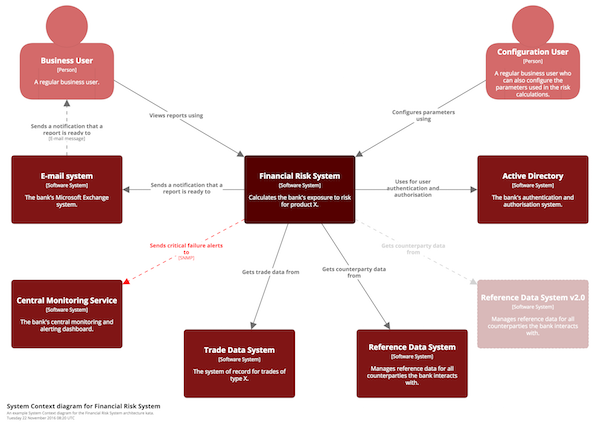 Business User
[Person]
A regular business user.
Configuration User
[Person]
A regular business user who
can also configure the
parameters used in the risk
calculations.
Views reports using
Configures parameters
using
Sends a notification that a
report is ready to
[E-mail message]
E-mail system
[Software System]
The bank's Microsoft Exchange
system.
Sends a notification that a
report is ready to
Financial Risk System
[Software System]
Calculates the bank's exposure to risk
for product X.
Uses for user
authentication and
authorisation
Active Directory
[Software System]
The bank's authentication and
authorisation system.
Sends critical failure alerts
to
[SNMP]
Gets counterparty data
from
Gets trade data from
Gets counterparty data
from
Central Monitoring Service
[Software System]
The bank's central monitoring and
alerting dashboard.
Reference Data System v2.0
[Software System]
Manages reference data for all
counterparties the bank interacts
with.
Trade Data System
[Software System]
The system of record for trades of
type X.
Reference Data System
[Software System]
Manages reference data for all
counterparties the bank interacts
with.
System Context diagram for Financial Risk System
An example System Context diagram for the Financial Risk System architecture kata
Tuesday 22 November 2016 08:20 UTC